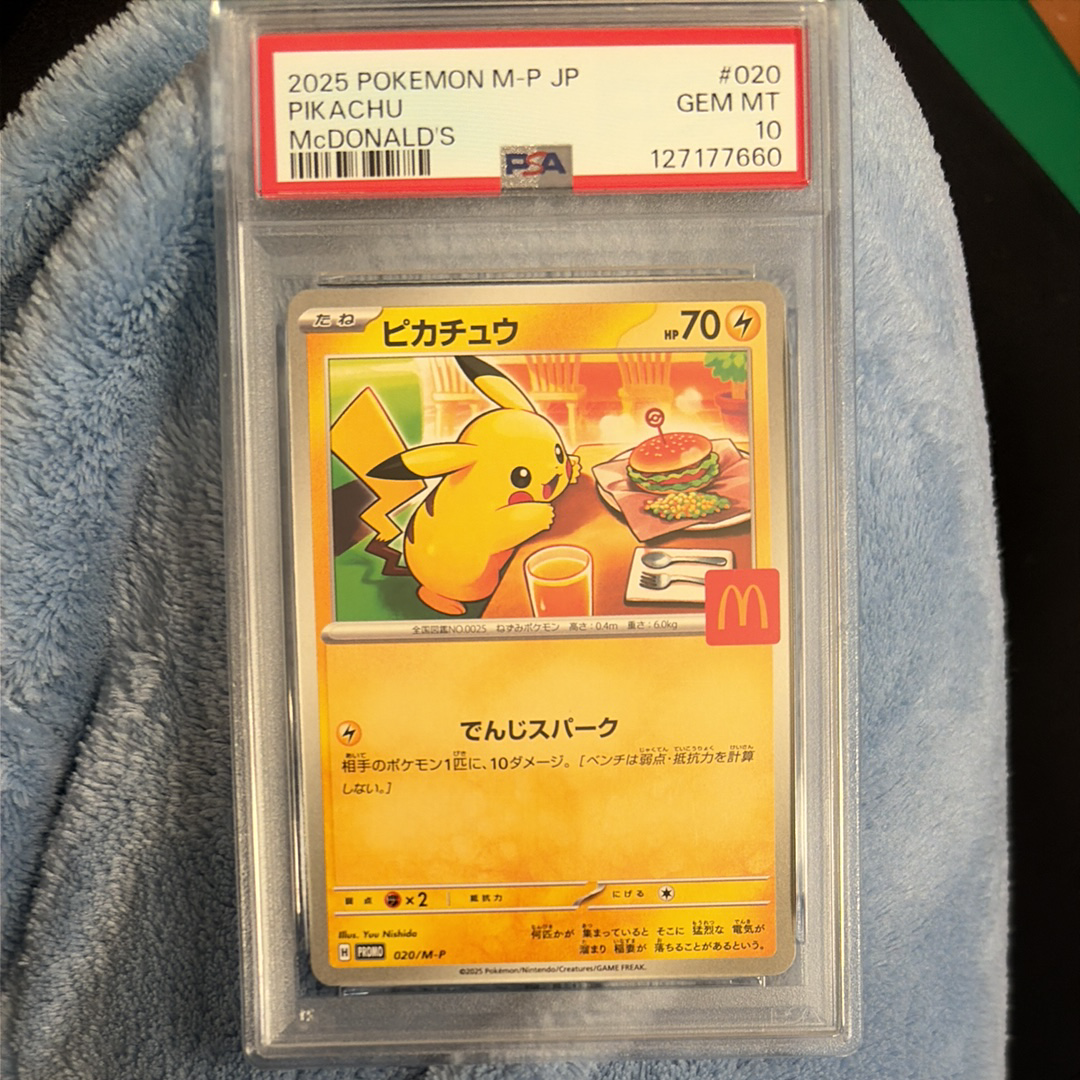 2025 POKEMON M-P JP #020
PIKACHU GEM MT
McDONALD'S 10
PSA 127177660
たね ピカチュウ HP70
全国図鑑NO.0025 ねずみポケモン 高さ:0.4m 重さ:6.0kg
でんじスパーク
相手のポケモン1匹に、10ダメージ。[ベンチは弱点・抵抗力を計算
しない。]
弱点 ×2 抵抗力 にげる
Illus. Yuu Nishida
何匹かが 集まっていると そこに 猛烈な 電気が
溜まり 稲妻が 落ちることがあるという。
H PROMO 020/M-P
©2025 Pokémon/Nintendo/Creatures/GAME FREAK.